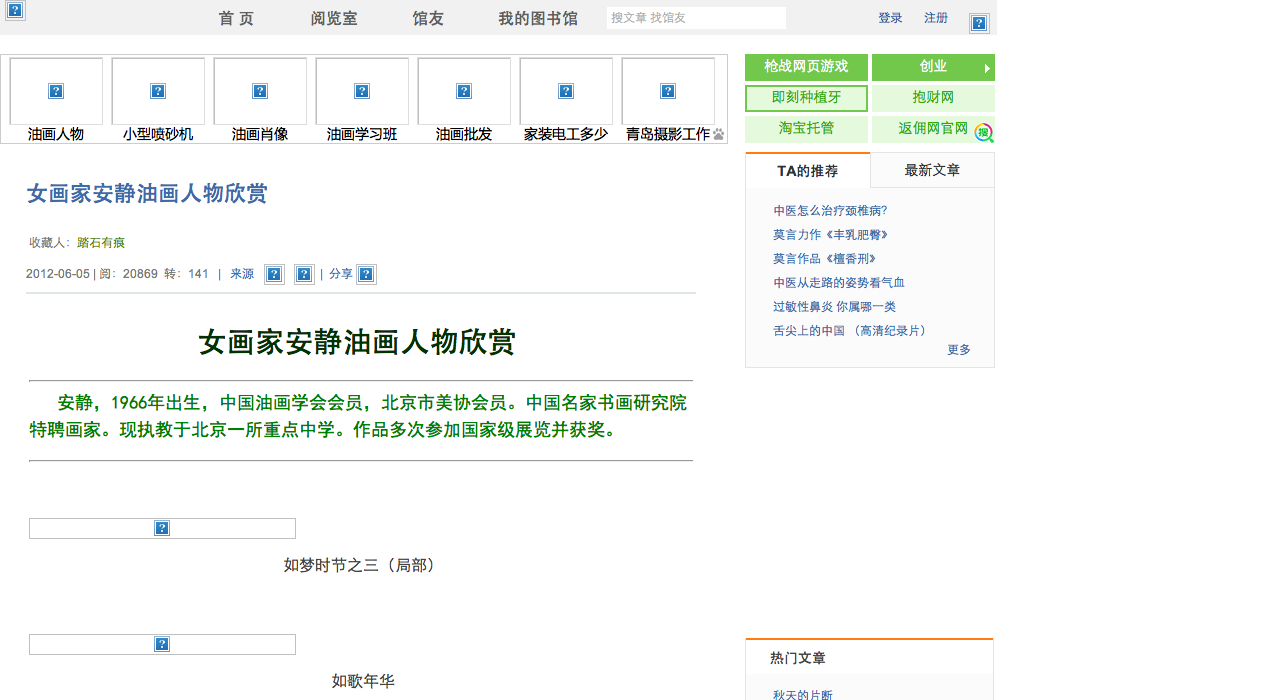 首 页 阅览室 馆友 我的图书馆 搜文章 找馆友 登录 注册
油画人物 小型喷砂机 油画肖像 油画学习班 油画批发 家装电工多少 青岛摄影工作
枪战网页游戏 创业
即刻种植牙 抱财网
淘宝托管 返佣网官网 搜
女画家安静油画人物欣赏
收藏人：踏石有痕
2012-06-05 | 阅：20869 转：141 | 来源 | 分享
女画家安静油画人物欣赏
安静，1966年出生，中国油画学会会员，北京市美协会员。中国名家书画研究院
特聘画家。现执教于北京一所重点中学。作品多次参加国家级展览并获奖。
如梦时节之三（局部）
如歌年华
TA的推荐 最新文章
中医怎么治疗颈椎病?
莫言力作《丰乳肥臀》
莫言作品《檀香刑》
中医从走路的姿势看气血
过敏性鼻炎 你属哪一类
舌尖上的中国 （高清纪录片）
更多
热门文章
秋天的片断